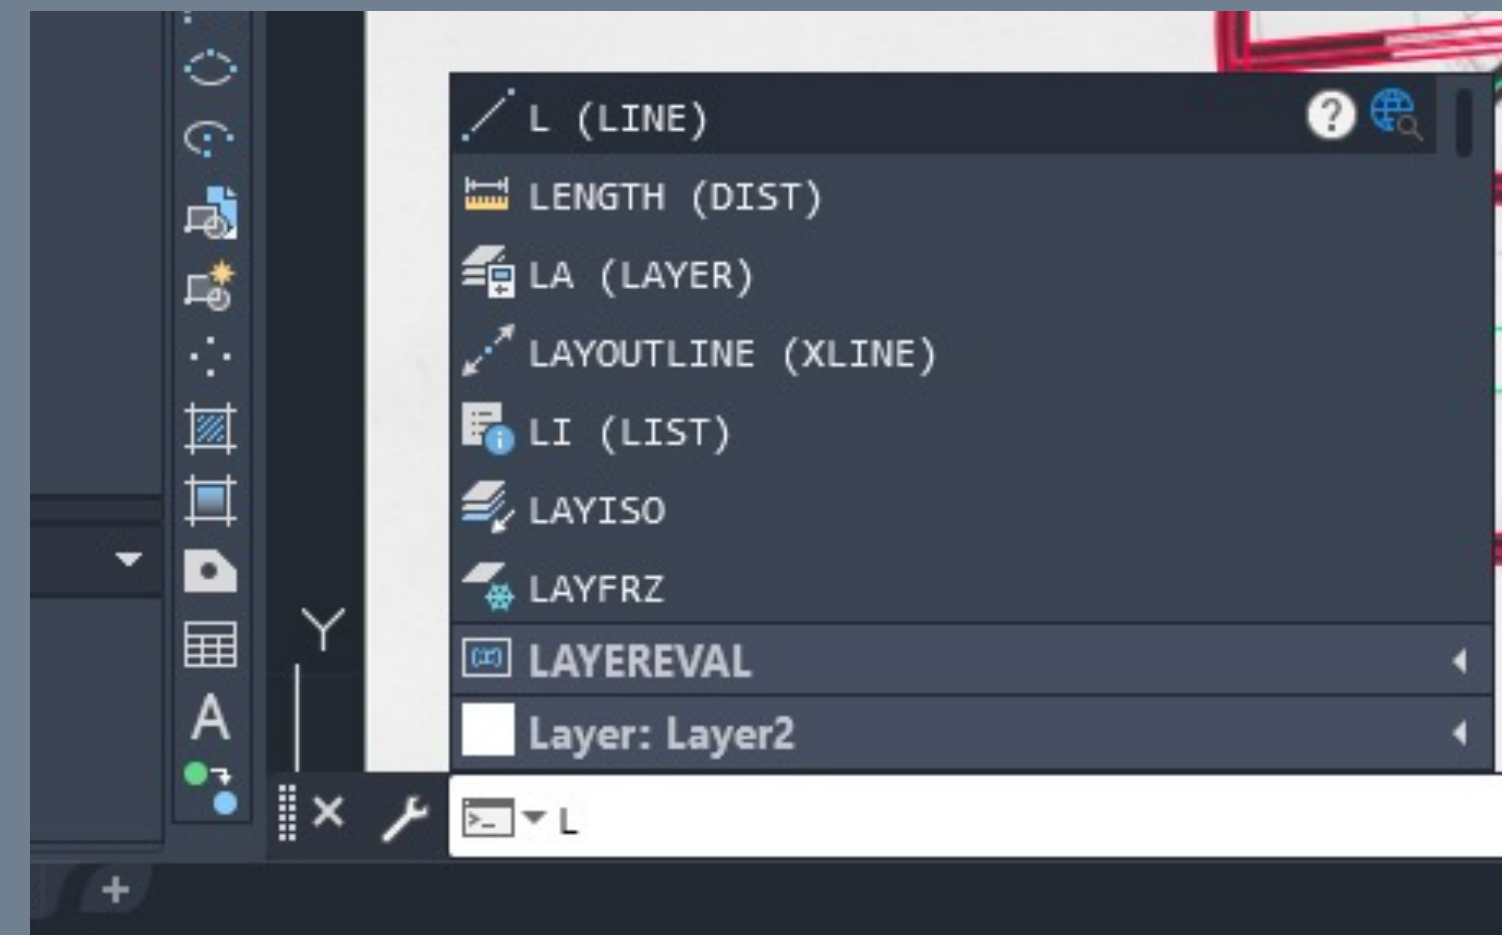 L (LINE)
LENGTH (DIST)
LA (LAYER)
LAYOUTLINE (XLINE)
LI (LIST)
LAYISO
LAYFRZ
Y
LAYEREVAL
A
Layer: Layer2
L